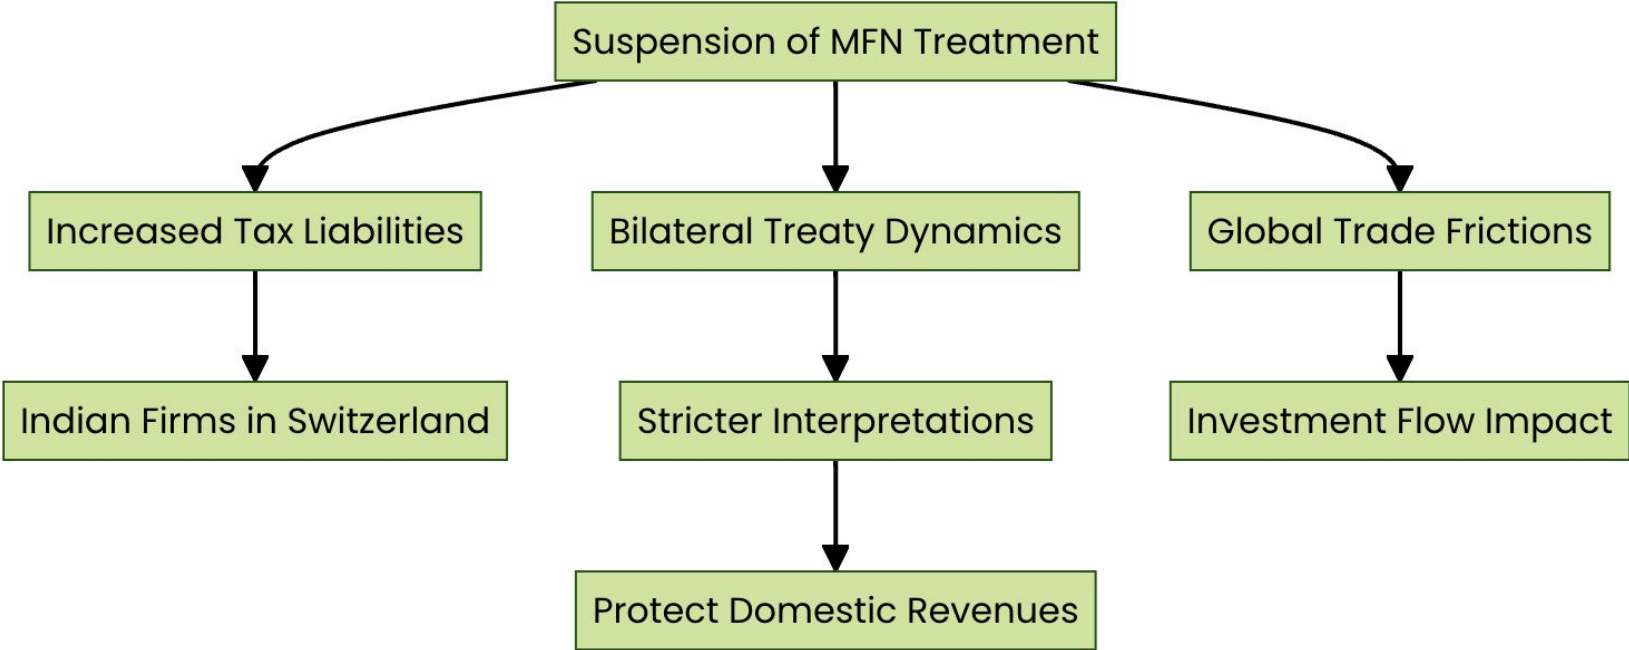 Suspension of MFN Treatment
Increased Tax Liabilities
Bilateral Treaty Dynamics
Global Trade Frictions
Indian Firms in Switzerland
Stricter Interpretations
Investment Flow Impact
Protect Domestic Revenues